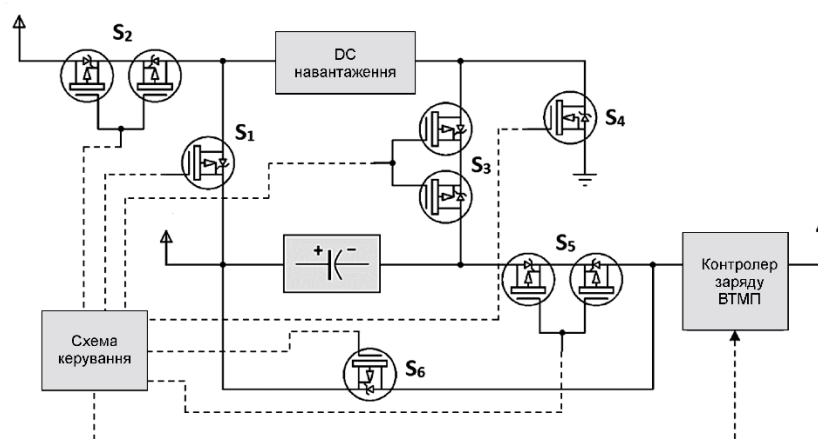 S2
DC
навантаження
S1
S4
S3
+ −
S5
Контролер
заряду
ВТМП
Схема
керування
S6